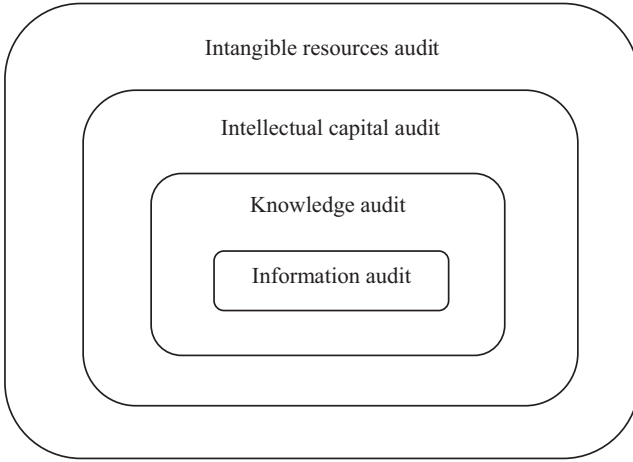 Intangible resources audit
Intellectual capital audit
Knowledge audit
Information audit